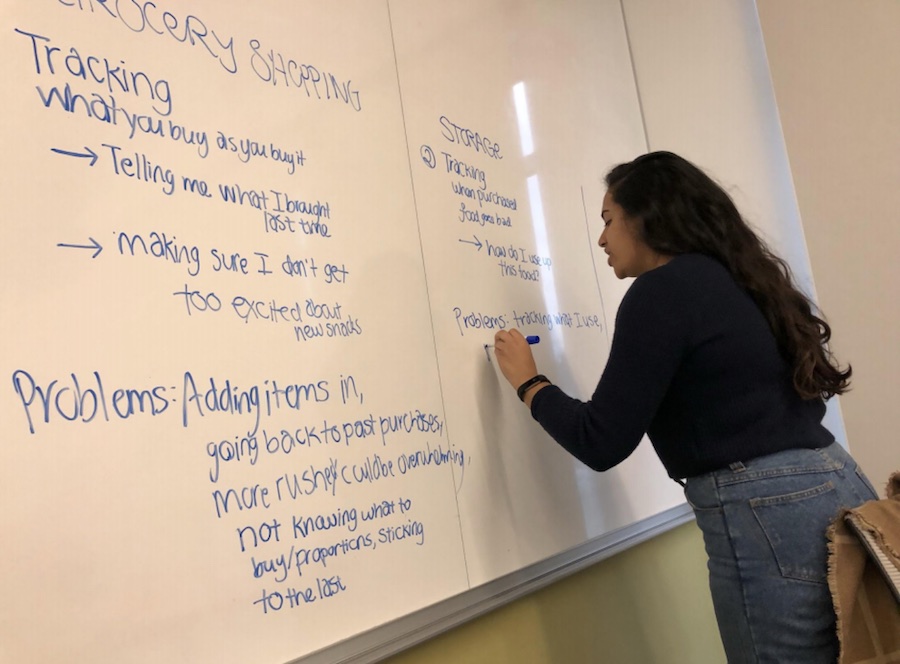 GROCERY SHOPPING
Tracking
what you buy as you buy it
→ Telling me what I brought
last time
→ making sure I don't get
too excited about
new snacks
Problems: Adding items in,
going back to past purchases,
more rushed/could be overwhelming,
not knowing what to
buy/proportions, sticking
to the last
STORAGE
Tracking
when purchased
food goes bad
→ how do I use up
this food?
Problems: tracking what I use,